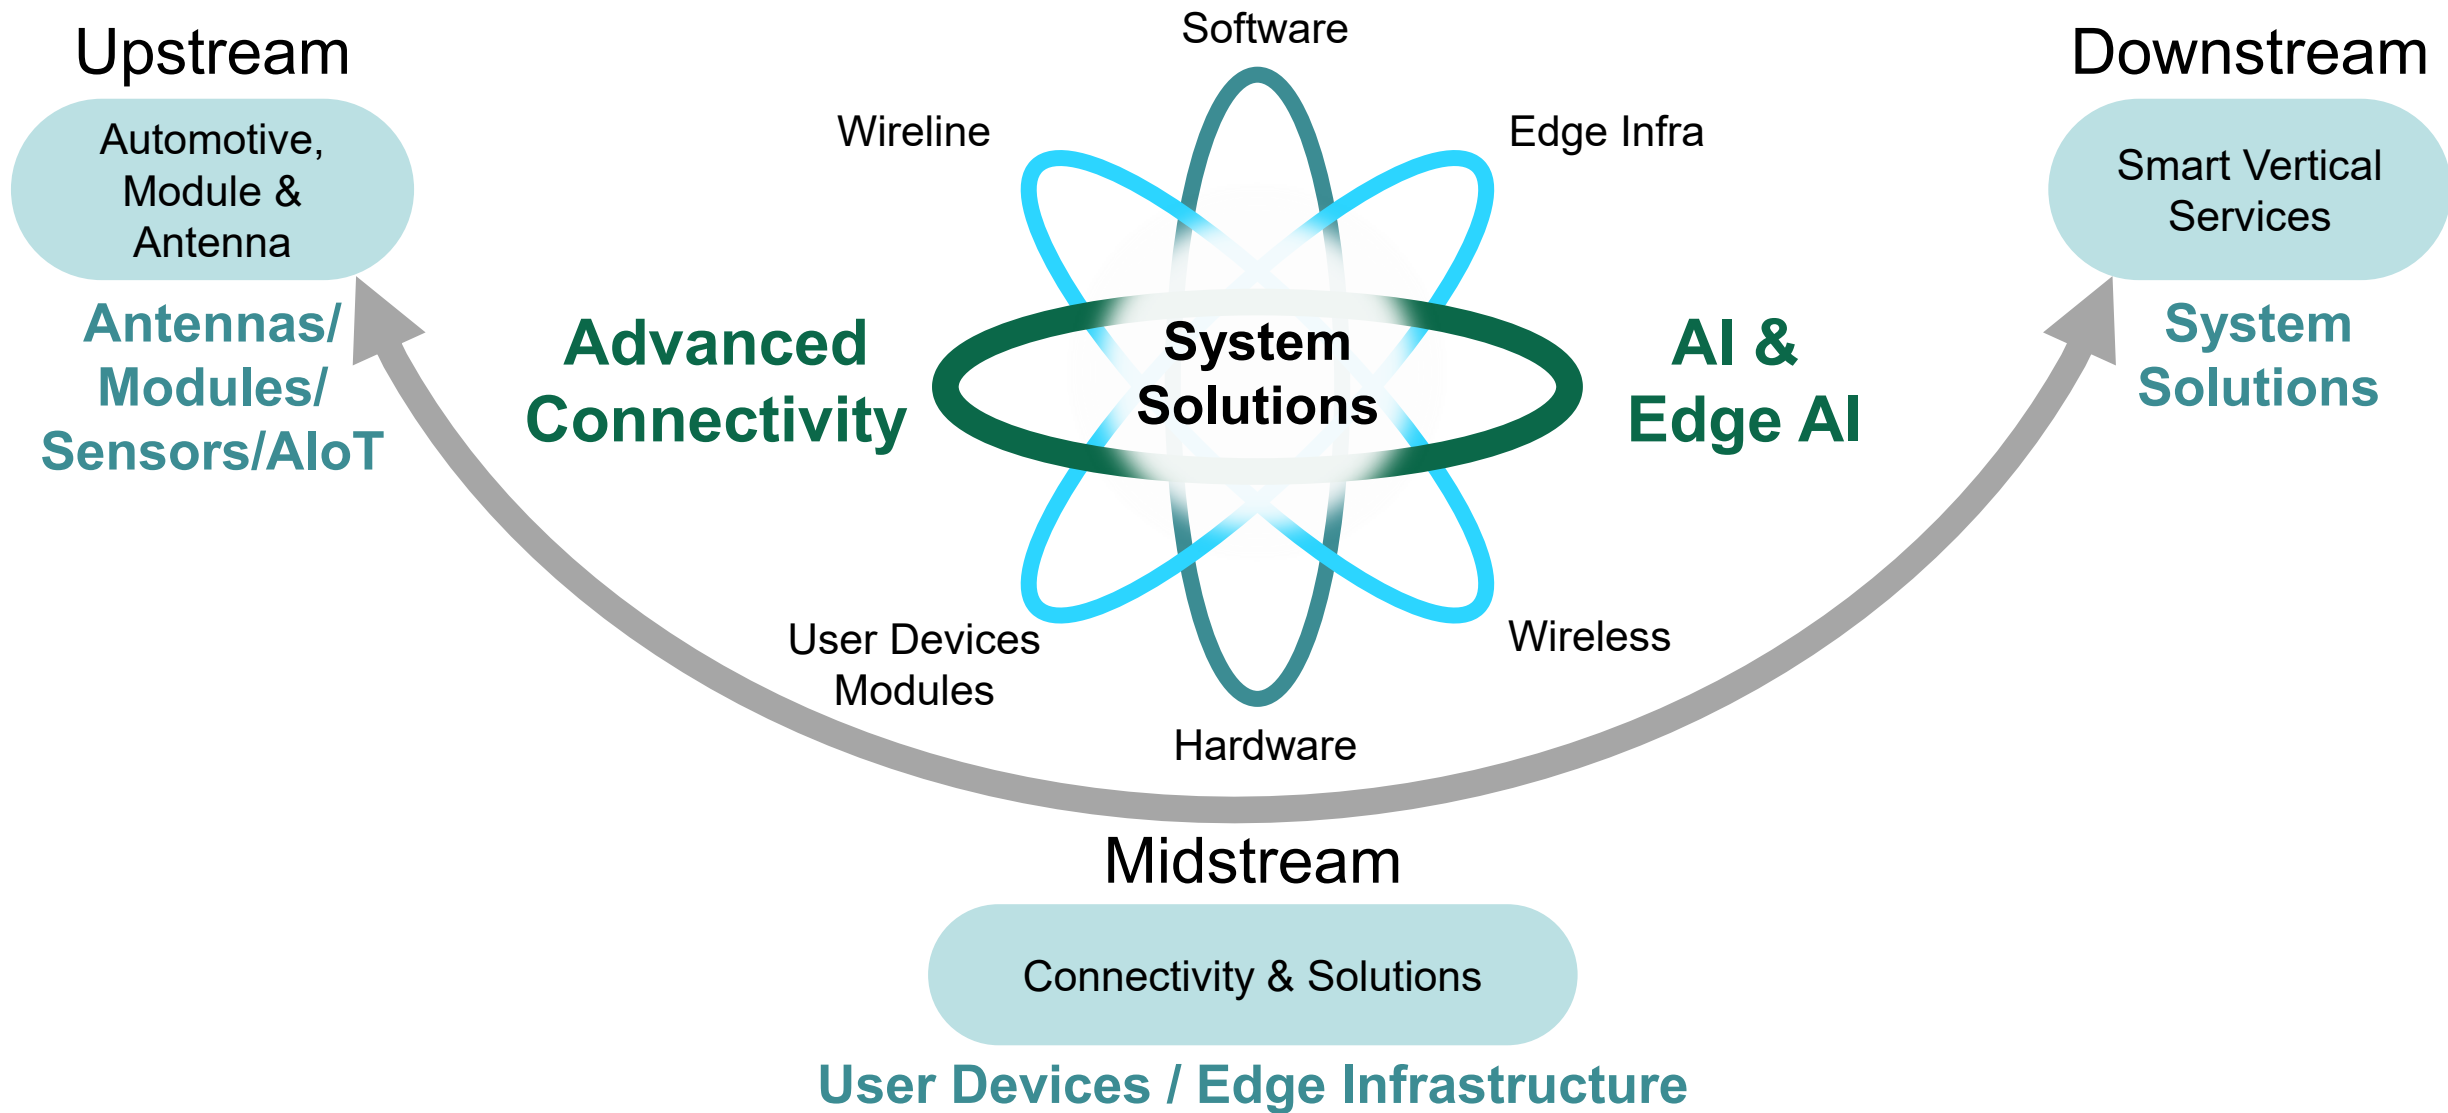 Software
Upstream
Downstream
Wireline
Edge Infra
Automotive,
Module &
Antenna
Smart Vertical
Services
Antennas/
Modules/
Sensors/AIoT
Advanced
Connectivity
System
Solutions
AI &
Edge AI
System
Solutions
User Devices
Modules
Wireless
Hardware
Midstream
Connectivity & Solutions
User Devices / Edge Infrastructure